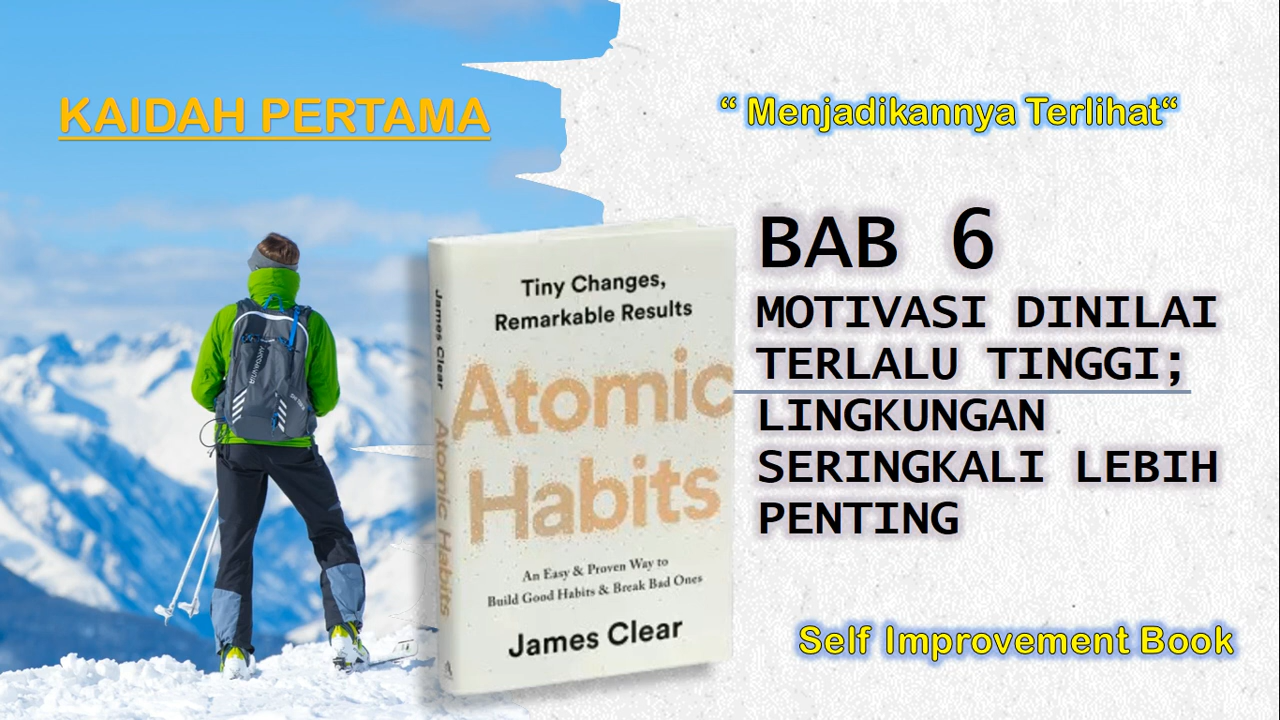 KAIDAH PERTAMA
“ Menjadikannya Terlihat“
Tiny Changes,
Remarkable Results
Atomic
Habits
An Easy & Proven Way to
Build Good Habits & Break Bad Ones
James Clear
James Clear
Atomic Habits
BAB 6
MOTIVASI DINILAI
TERLALU TINGGI;
LINGKUNGAN
SERINGKALI LEBIH
PENTING
Self Improvement Book